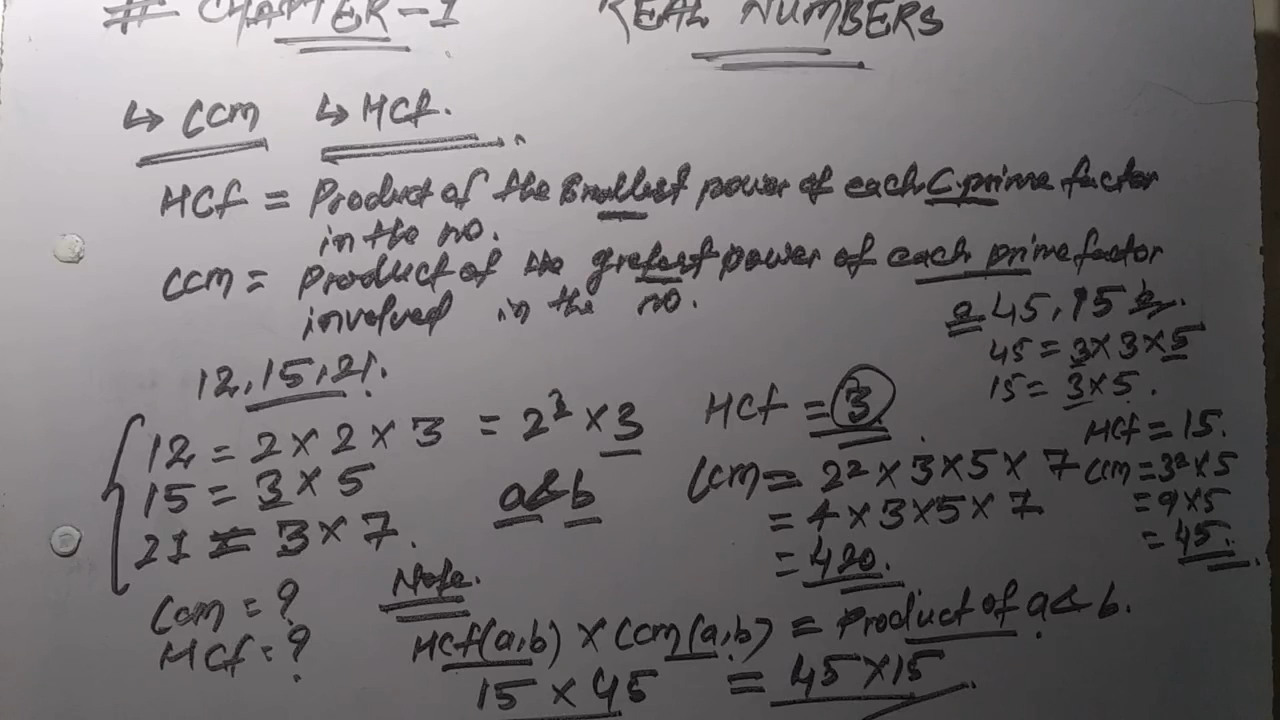 # CHAPTER-1 REAL NUMBERS
↳ LCM ↳ HCF.
HCF = Product of the smallest power of each C. prime factor
in the no.
LCM = Product of the gretest power of each prime factor
involved in the no.
45, 15
45 = 3×3×5
15 = 3×5.
HCF = 15.
LCM = 3²×5
= 9×5
= 45.
12, 15, 21.
12 = 2×2×3 = 2²×3
15 = 3×5
21 = 3×7.
LCM = ?
HCF = ?
a & b
HCF = 3.
LCM = 2²×3×5×7
= 4×3×5×7
= 420.
Note.
HCF(a,b) × LCM(a,b) = Product of a & b.
15 × 45 = 45×15